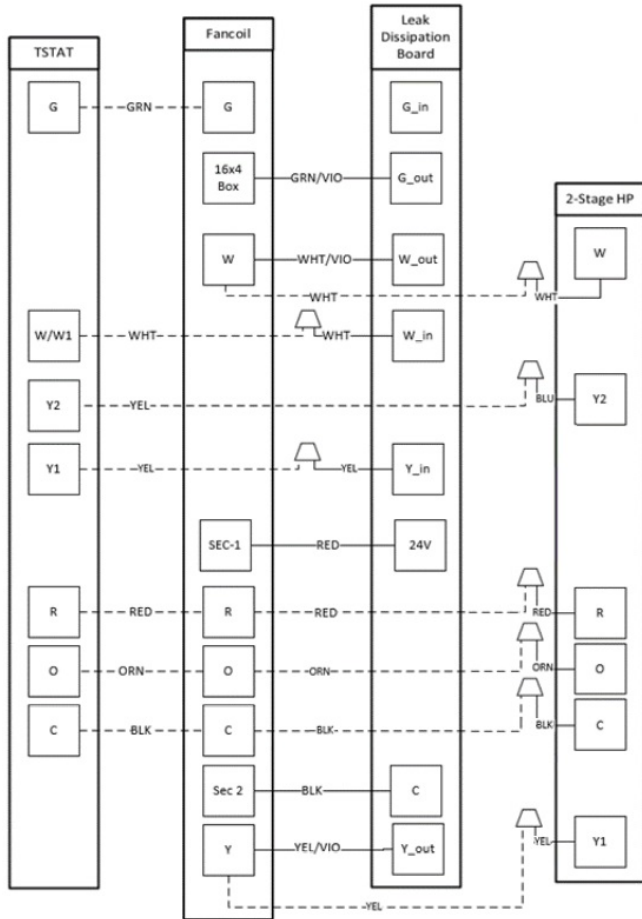 Leak
Dissipation
Board
Fancoil
TSTAT
G GRN G G_in
16x4
Box GRN/VIO G_out
2-Stage HP
W WHT/VIO W_out W
WHT WHT
W/W1 WHT WHT W_in
Y2 YEL BLU Y2
Y1 YEL YEL Y_in
SEC-1 RED 24V
R RED R RED RED R
O ORN O ORN ORN O
C BLK C BLK BLK C
Sec 2 BLK C
Y YEL/VIO Y_out YEL Y1
YEL